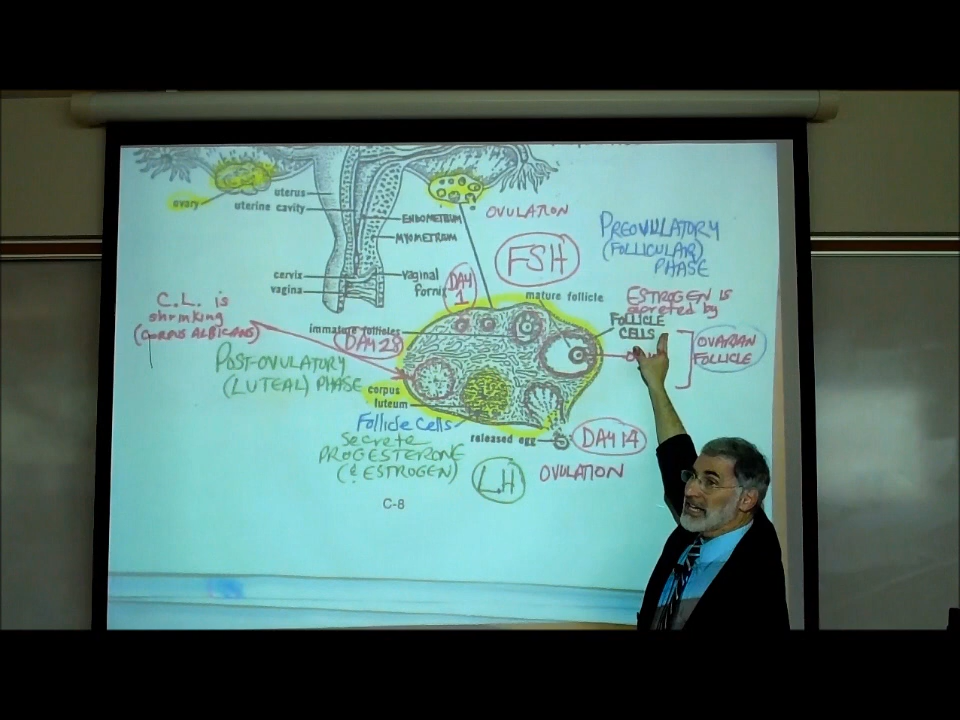 ovary
uterus
uterine cavity
ENDOMETRIUM
MYOMETRIUM
cervix
vagina
vaginal
fornix
OVULATION
FSH
PREOVULATORY
(FOLLICULAR)
PHASE
DAY
1
mature follicle
ESTROGEN IS
secreted by
FOLLICLE
CELLS
OVARIAN
FOLLICLE
C.L. is
shrinking
(CORPUS ALBICANS)
immature follicles
DAY 28
POST-OVULATORY
(LUTEAL) PHASE
corpus
luteum
Follicle Cells
Secrete
PROGESTERONE
(& ESTROGEN)
released egg
DAY 14
LH
OVULATION
C-8